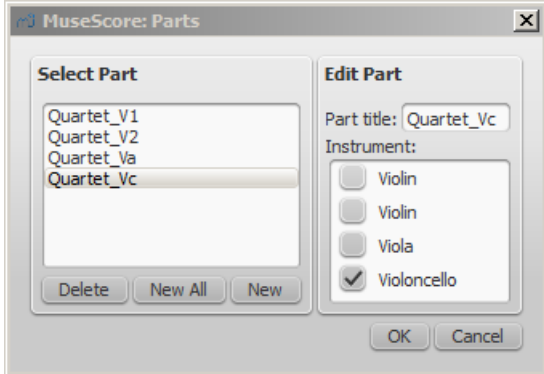 MuseScore: Parts
Select Part
Quartet_V1
Quartet_V2
Quartet_Va
Quartet_Vc
Delete New All New
Edit Part
Part title: Quartet_Vc
Instrument:
Violin
Violin
Viola
Violoncello
OK Cancel